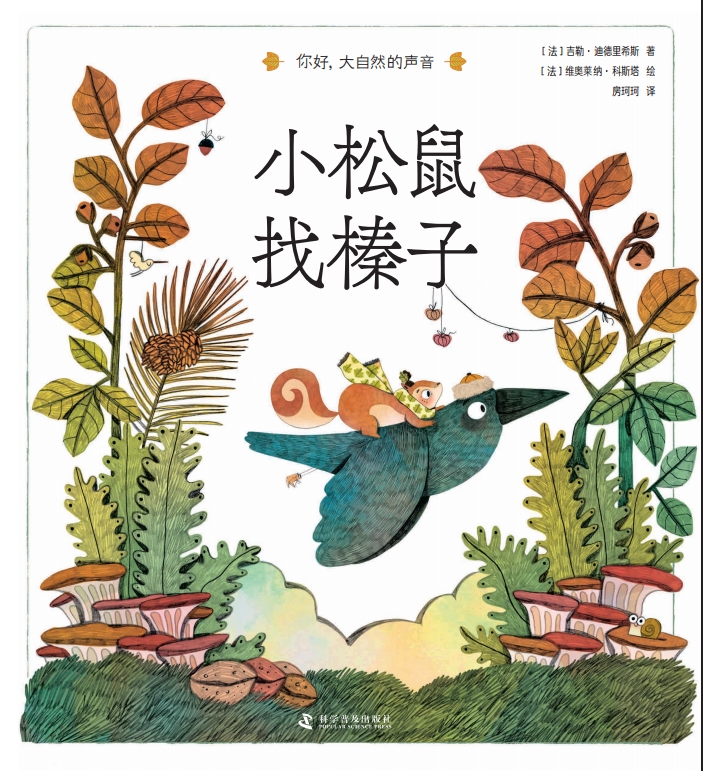 你好, 大自然的声音
[法] 吉勒·迪德里希斯 著
[法] 维奥莱纳·科斯塔 绘
房珂珂 译
小松鼠
找榛子
科学普及出版社
POPULAR SCIENCE PRESS